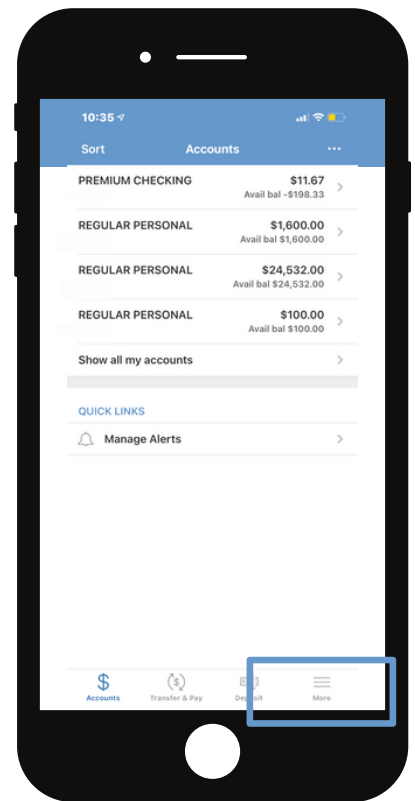 10:35
Sort Accounts ...
PREMIUM CHECKING $11.67
Avail bal -$198.33
REGULAR PERSONAL $1,600.00
Avail bal $1,600.00
REGULAR PERSONAL $24,532.00
Avail bal $24,532.00
REGULAR PERSONAL $100.00
Avail bal $100.00
Show all my accounts
QUICK LINKS
Manage Alerts
Accounts Transfer & Pay Deposit More